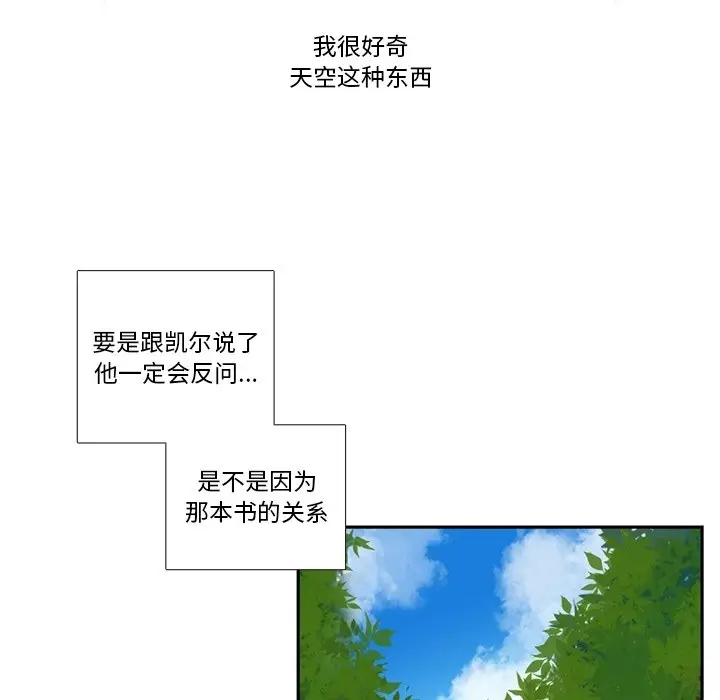 我很好奇
天空这种东西
要是跟凯尔说了
他一定会反问...
是不是因为
那本书的关系